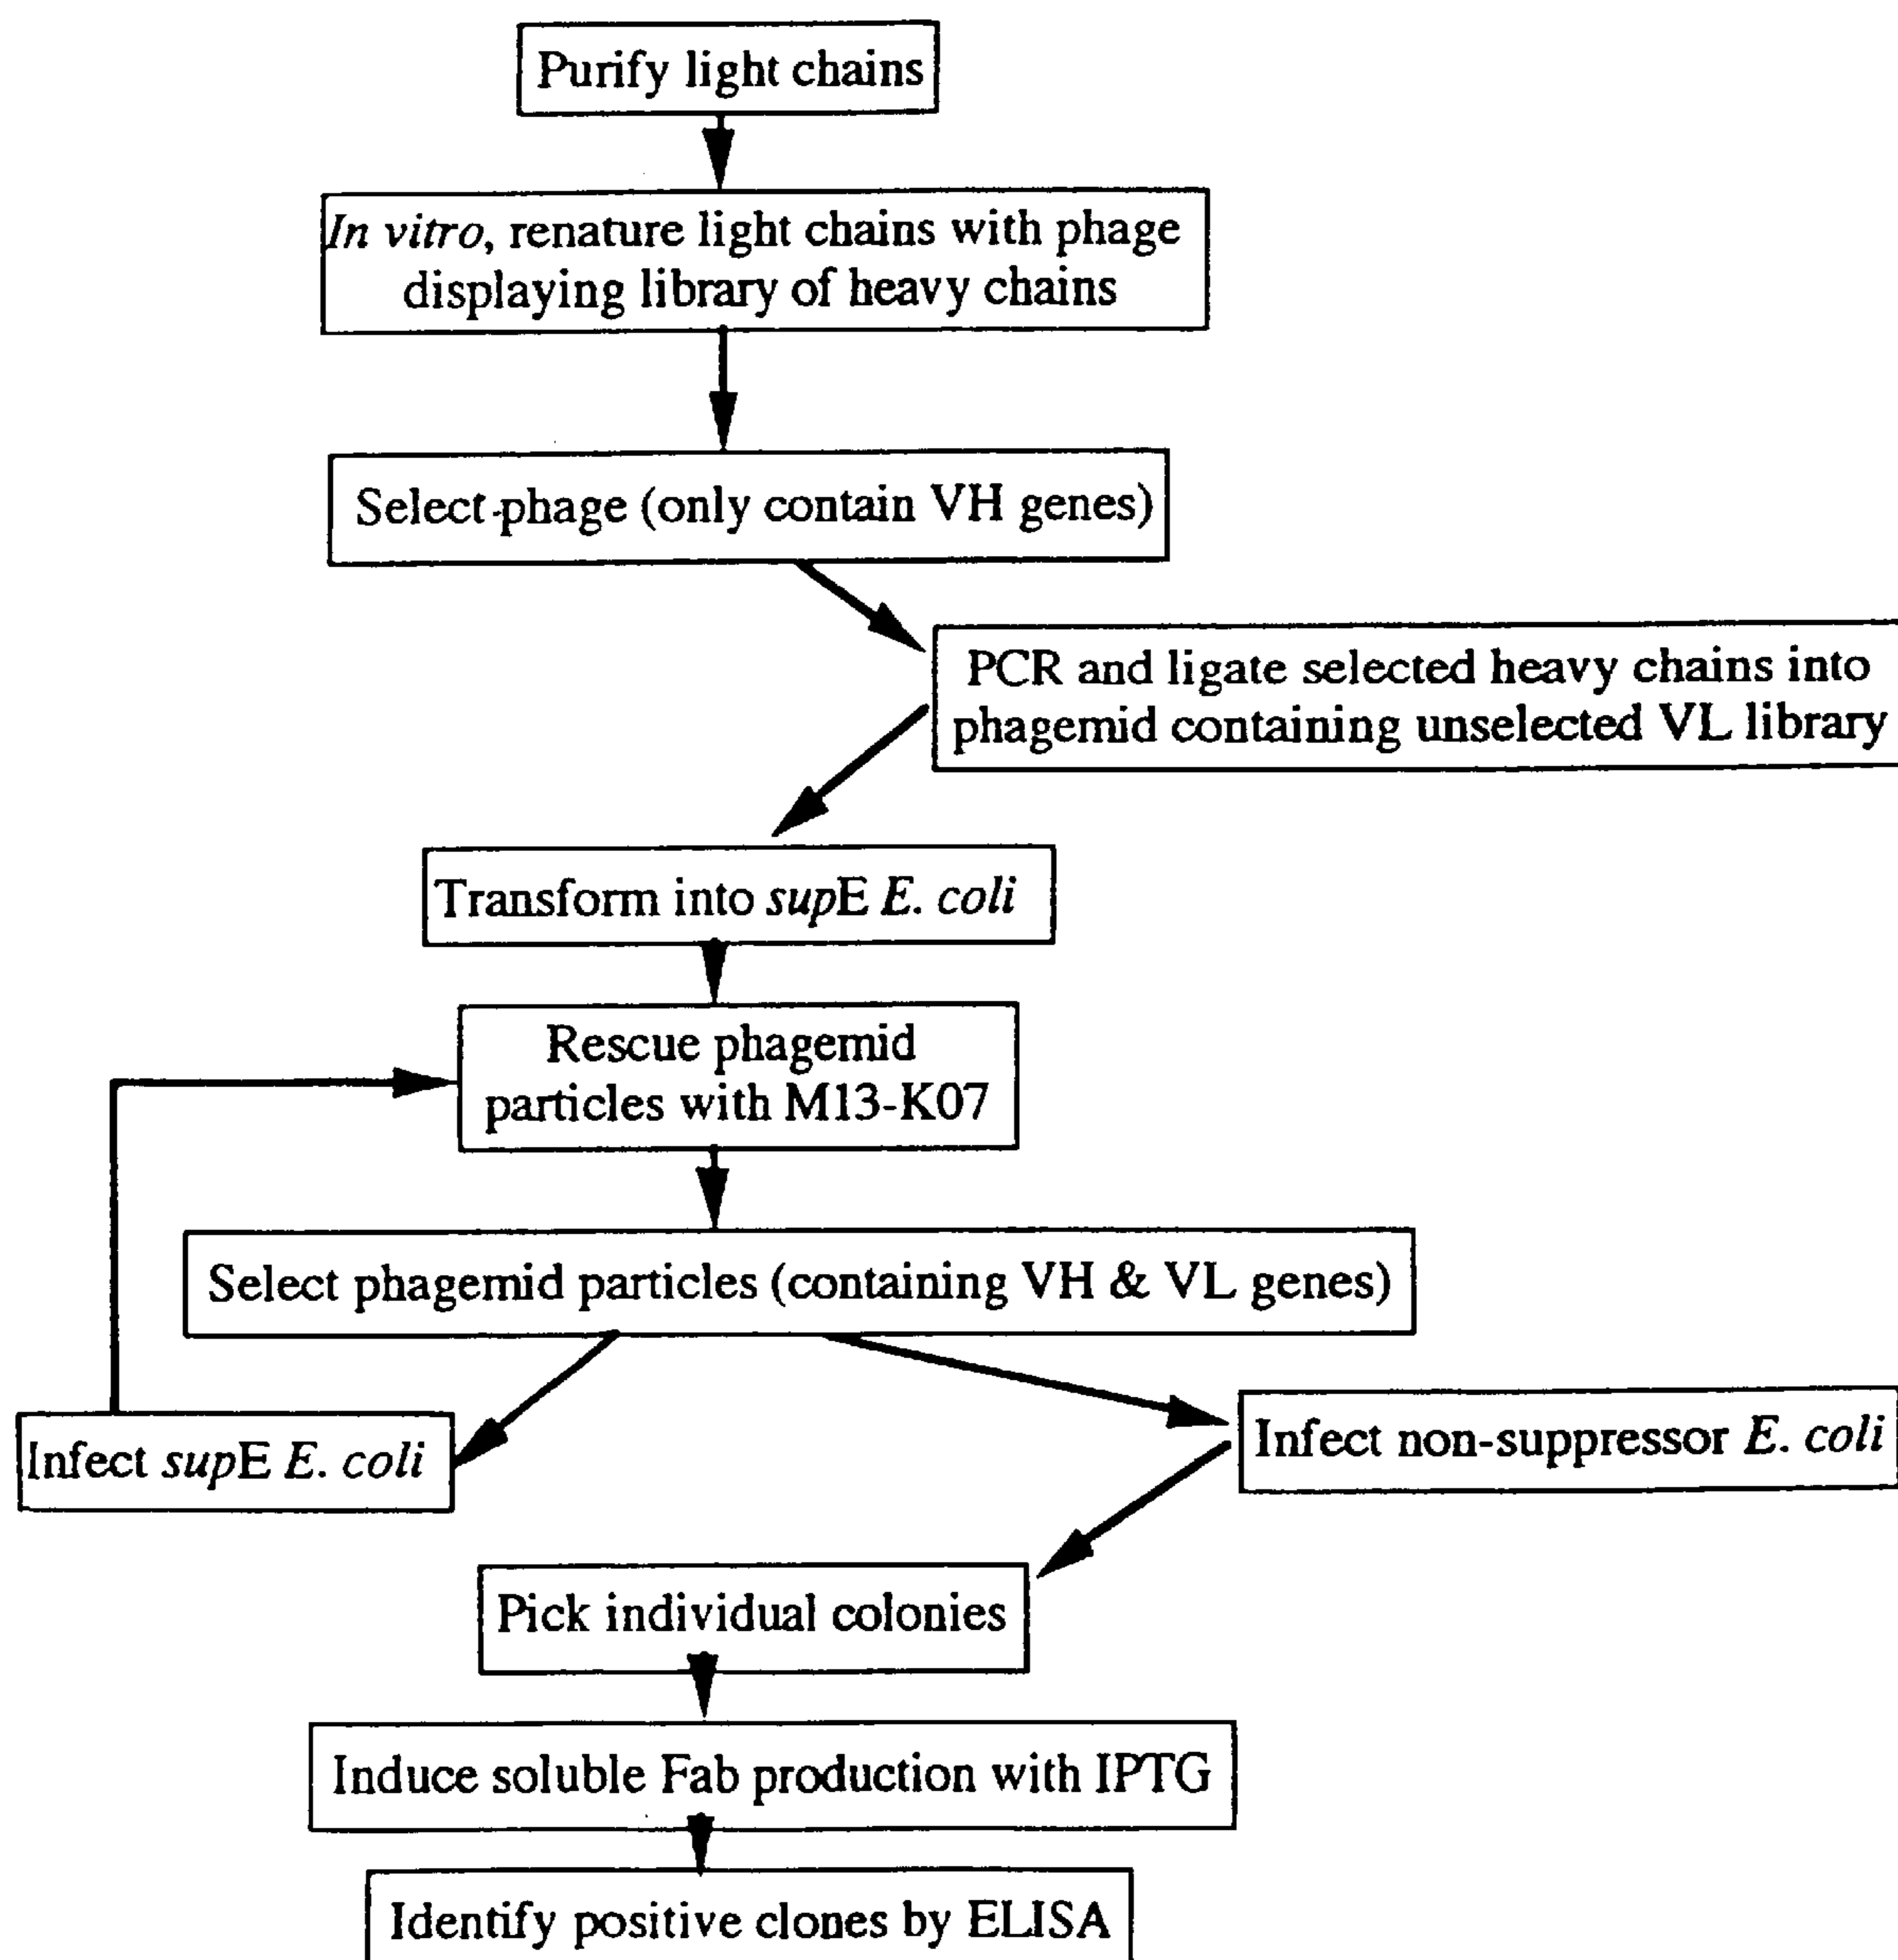 Purify light chains
In vitro, renature light chains with phage
displaying library of heavy chains
Select phage (only contain VH genes)
PCR and ligate selected heavy chains into
phagemid containing unselected VL library
Transform into supE E. coli
Rescue phagemid
particles with M13-K07
Select phagemid particles (containing VH & VL genes)
Infect supE E. coli
Infect non-suppressor E. coli
Pick individual colonies
Induce soluble Fab production with IPTG
Identify positive clones by ELISA